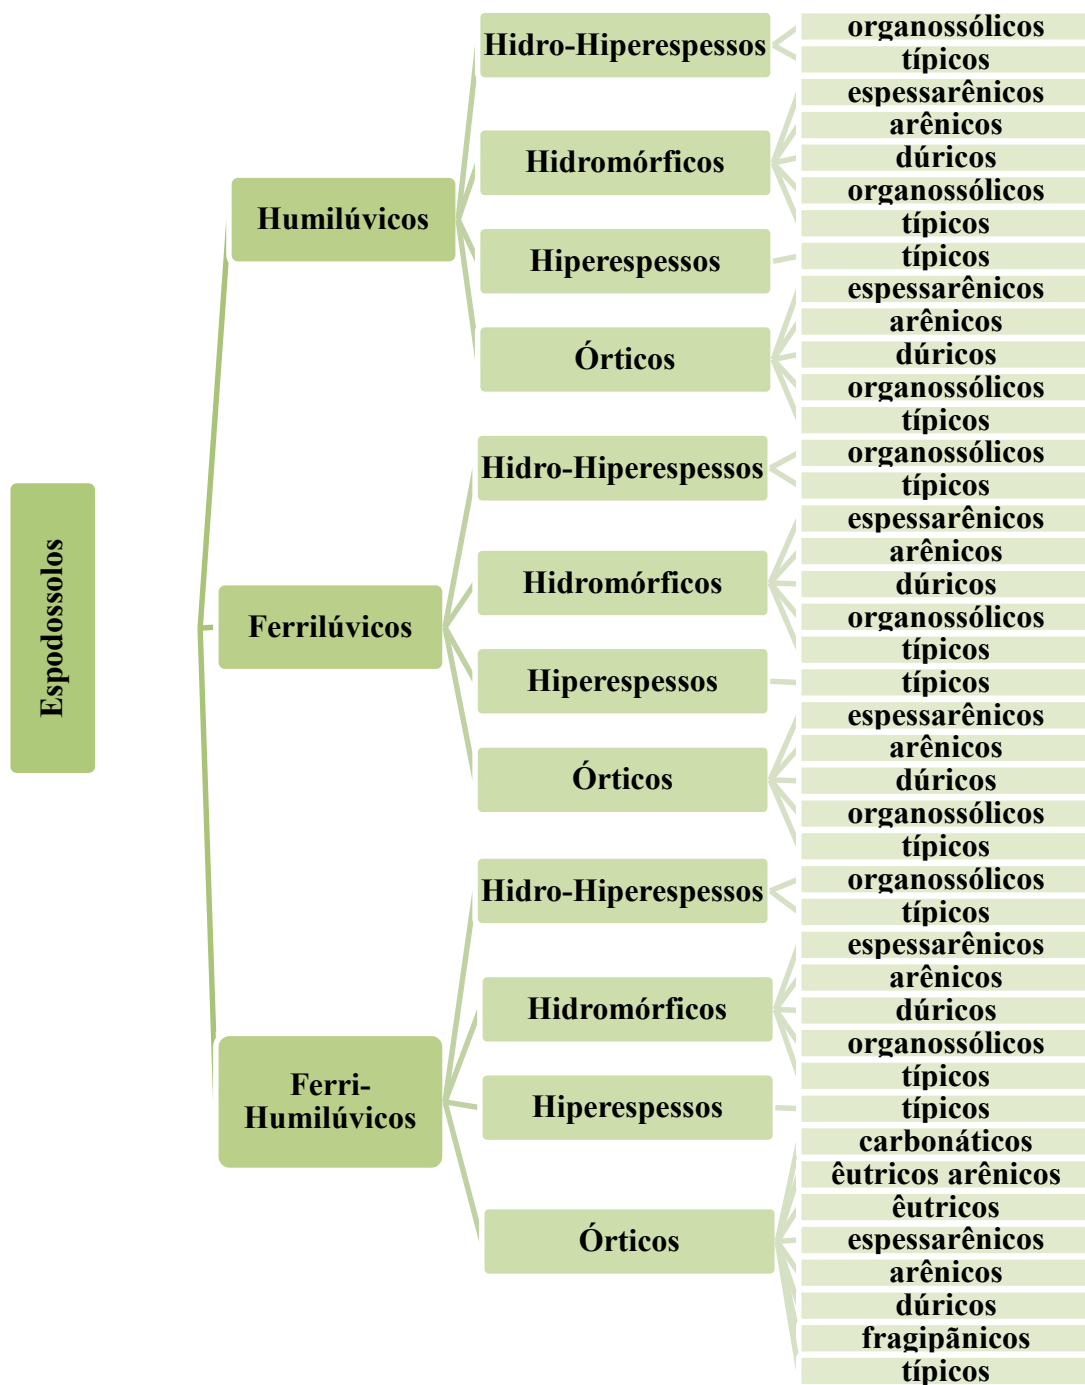 Espodossolos
Humilúvicos
Hidro-Hiperespessos
organossólicos
típicos
Hidromórficos
espessarênicos
arênicos
dúricos
organossólicos
típicos
Hiperespessos
típicos
Órticos
espessarênicos
arênicos
dúricos
organossólicos
típicos
Ferrilúvicos
Hidro-Hiperespessos
organossólicos
típicos
Hidromórficos
espessarênicos
arênicos
dúricos
organossólicos
típicos
Hiperespessos
típicos
Órticos
espessarênicos
arênicos
dúricos
organossólicos
típicos
Ferri-
Humilúvicos
Hidro-Hiperespessos
organossólicos
típicos
Hidromórficos
espessarênicos
arênicos
dúricos
organossólicos
típicos
Hiperespessos
típicos
Órticos
carbonáticos
êutricos arênicos
êutricos
espessarênicos
arênicos
dúricos
fragipãnicos
típicos